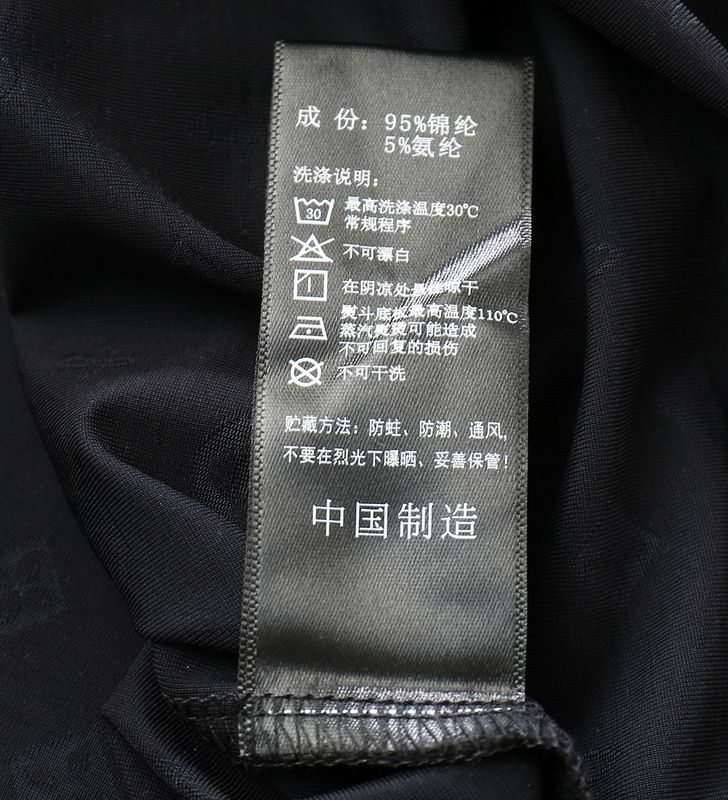 成 份：95%锦纶
5%氨纶
洗涤说明：
30
最高洗涤温度30℃
常规程序
不可漂白
在阴凉处悬挂晾干
熨斗底板最高温度110℃
蒸汽熨烫可能造成
不可回复的损伤
不可干洗
贮藏方法：防蛀、防潮、通风，
不要在烈光下曝晒、妥善保管！
中国制造